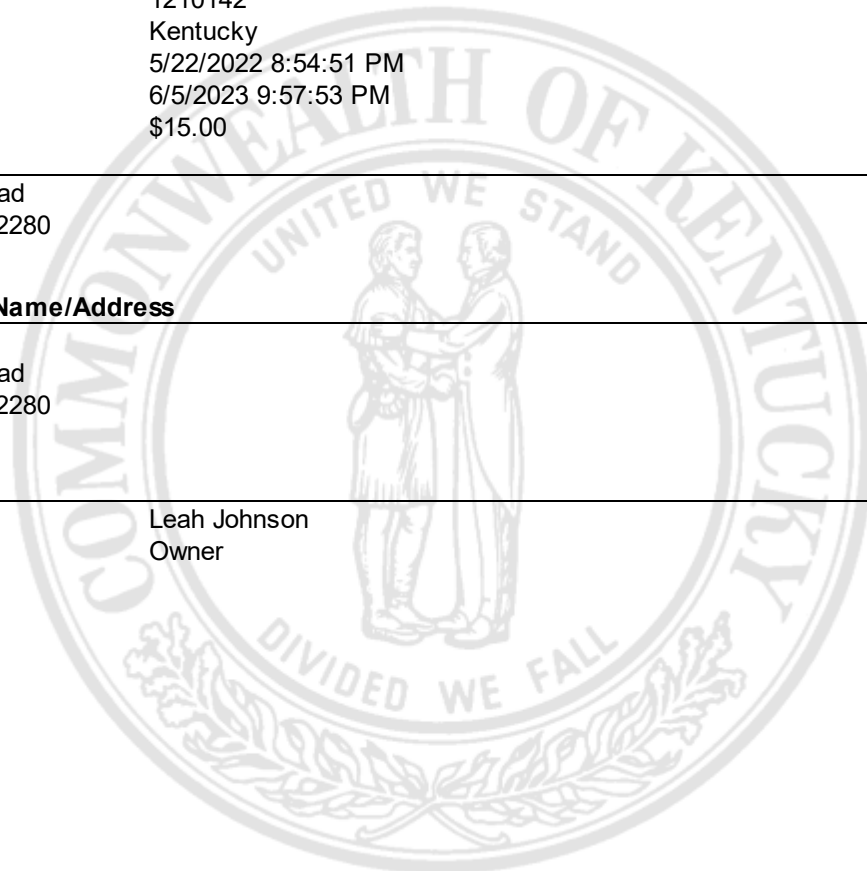 1210142
Kentucky
5/22/2022 8:54:51 PM
6/5/2023 9:57:53 PM
$15.00
ad
2280
Name/Address
ad
2280
Leah Johnson
Owner
COMMONWEALTH OF KENTUCKY
UNITED WE STAND
DIVIDED WE FALL